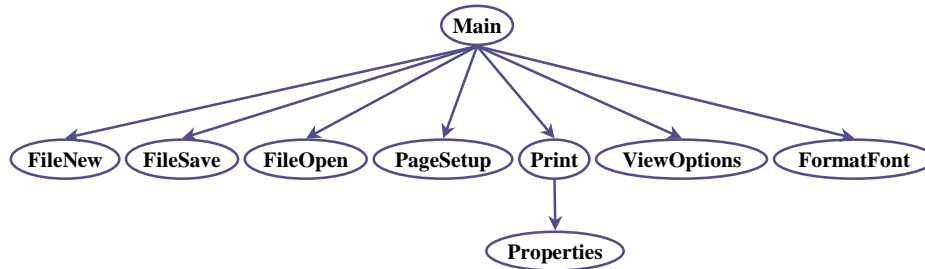 Main
FileNew FileSave FileOpen PageSetup Print ViewOptions FormatFont
Properties